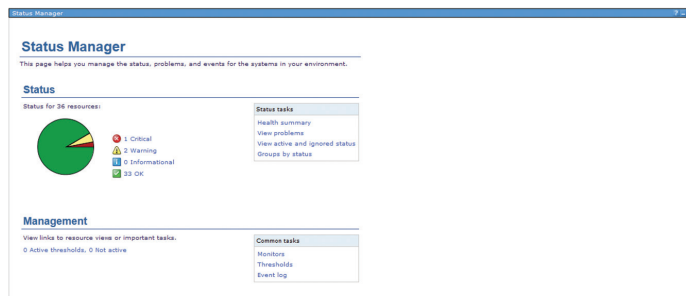 Status Manager
? _
Status Manager
This page helps you manage the status, problems, and events for the systems in your environment.
Status
Status for 36 resources:
1 Critical
2 Warning
0 Informational
33 OK
Status tasks
Health summary
View problems
View active and ignored status
Groups by status
Management
View links to resource views or important tasks.
0 Active thresholds, 0 Not active
Common tasks
Monitors
Thresholds
Event log